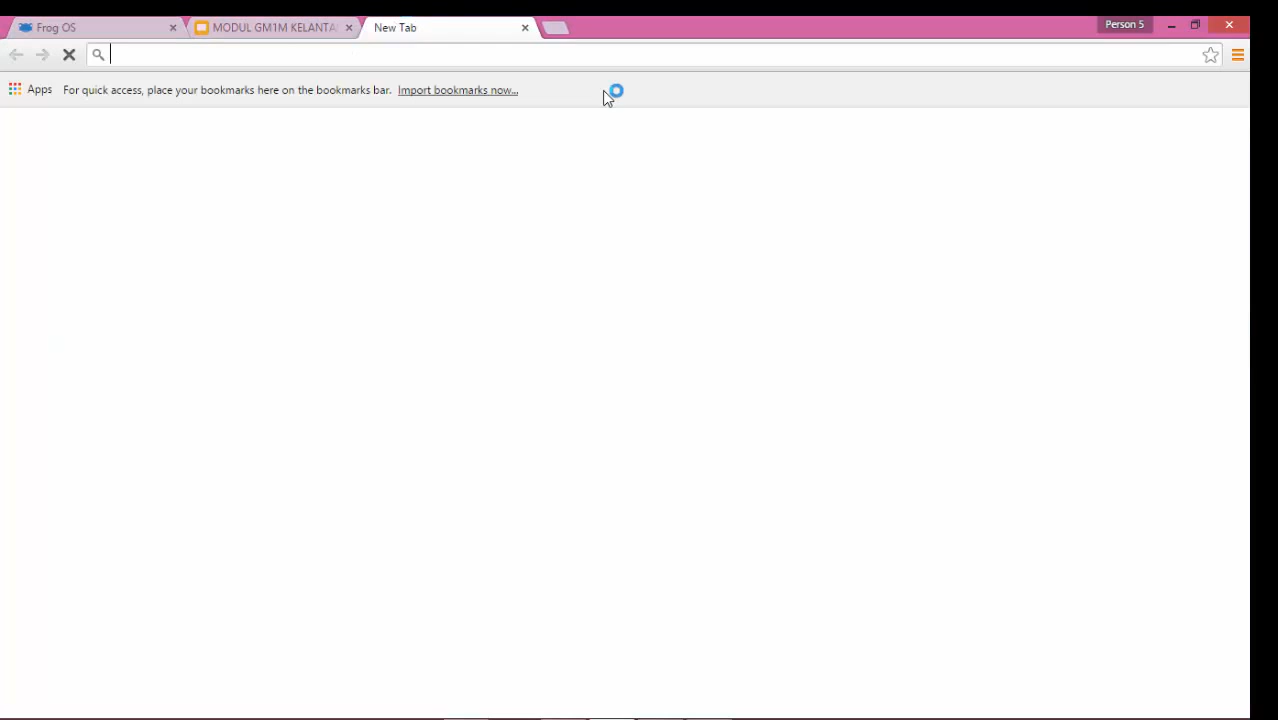 Frog OS
MODUL GM1M KELANTA
New Tab
Person 5
Apps
For quick access, place your bookmarks here on the bookmarks bar. Import bookmarks now...